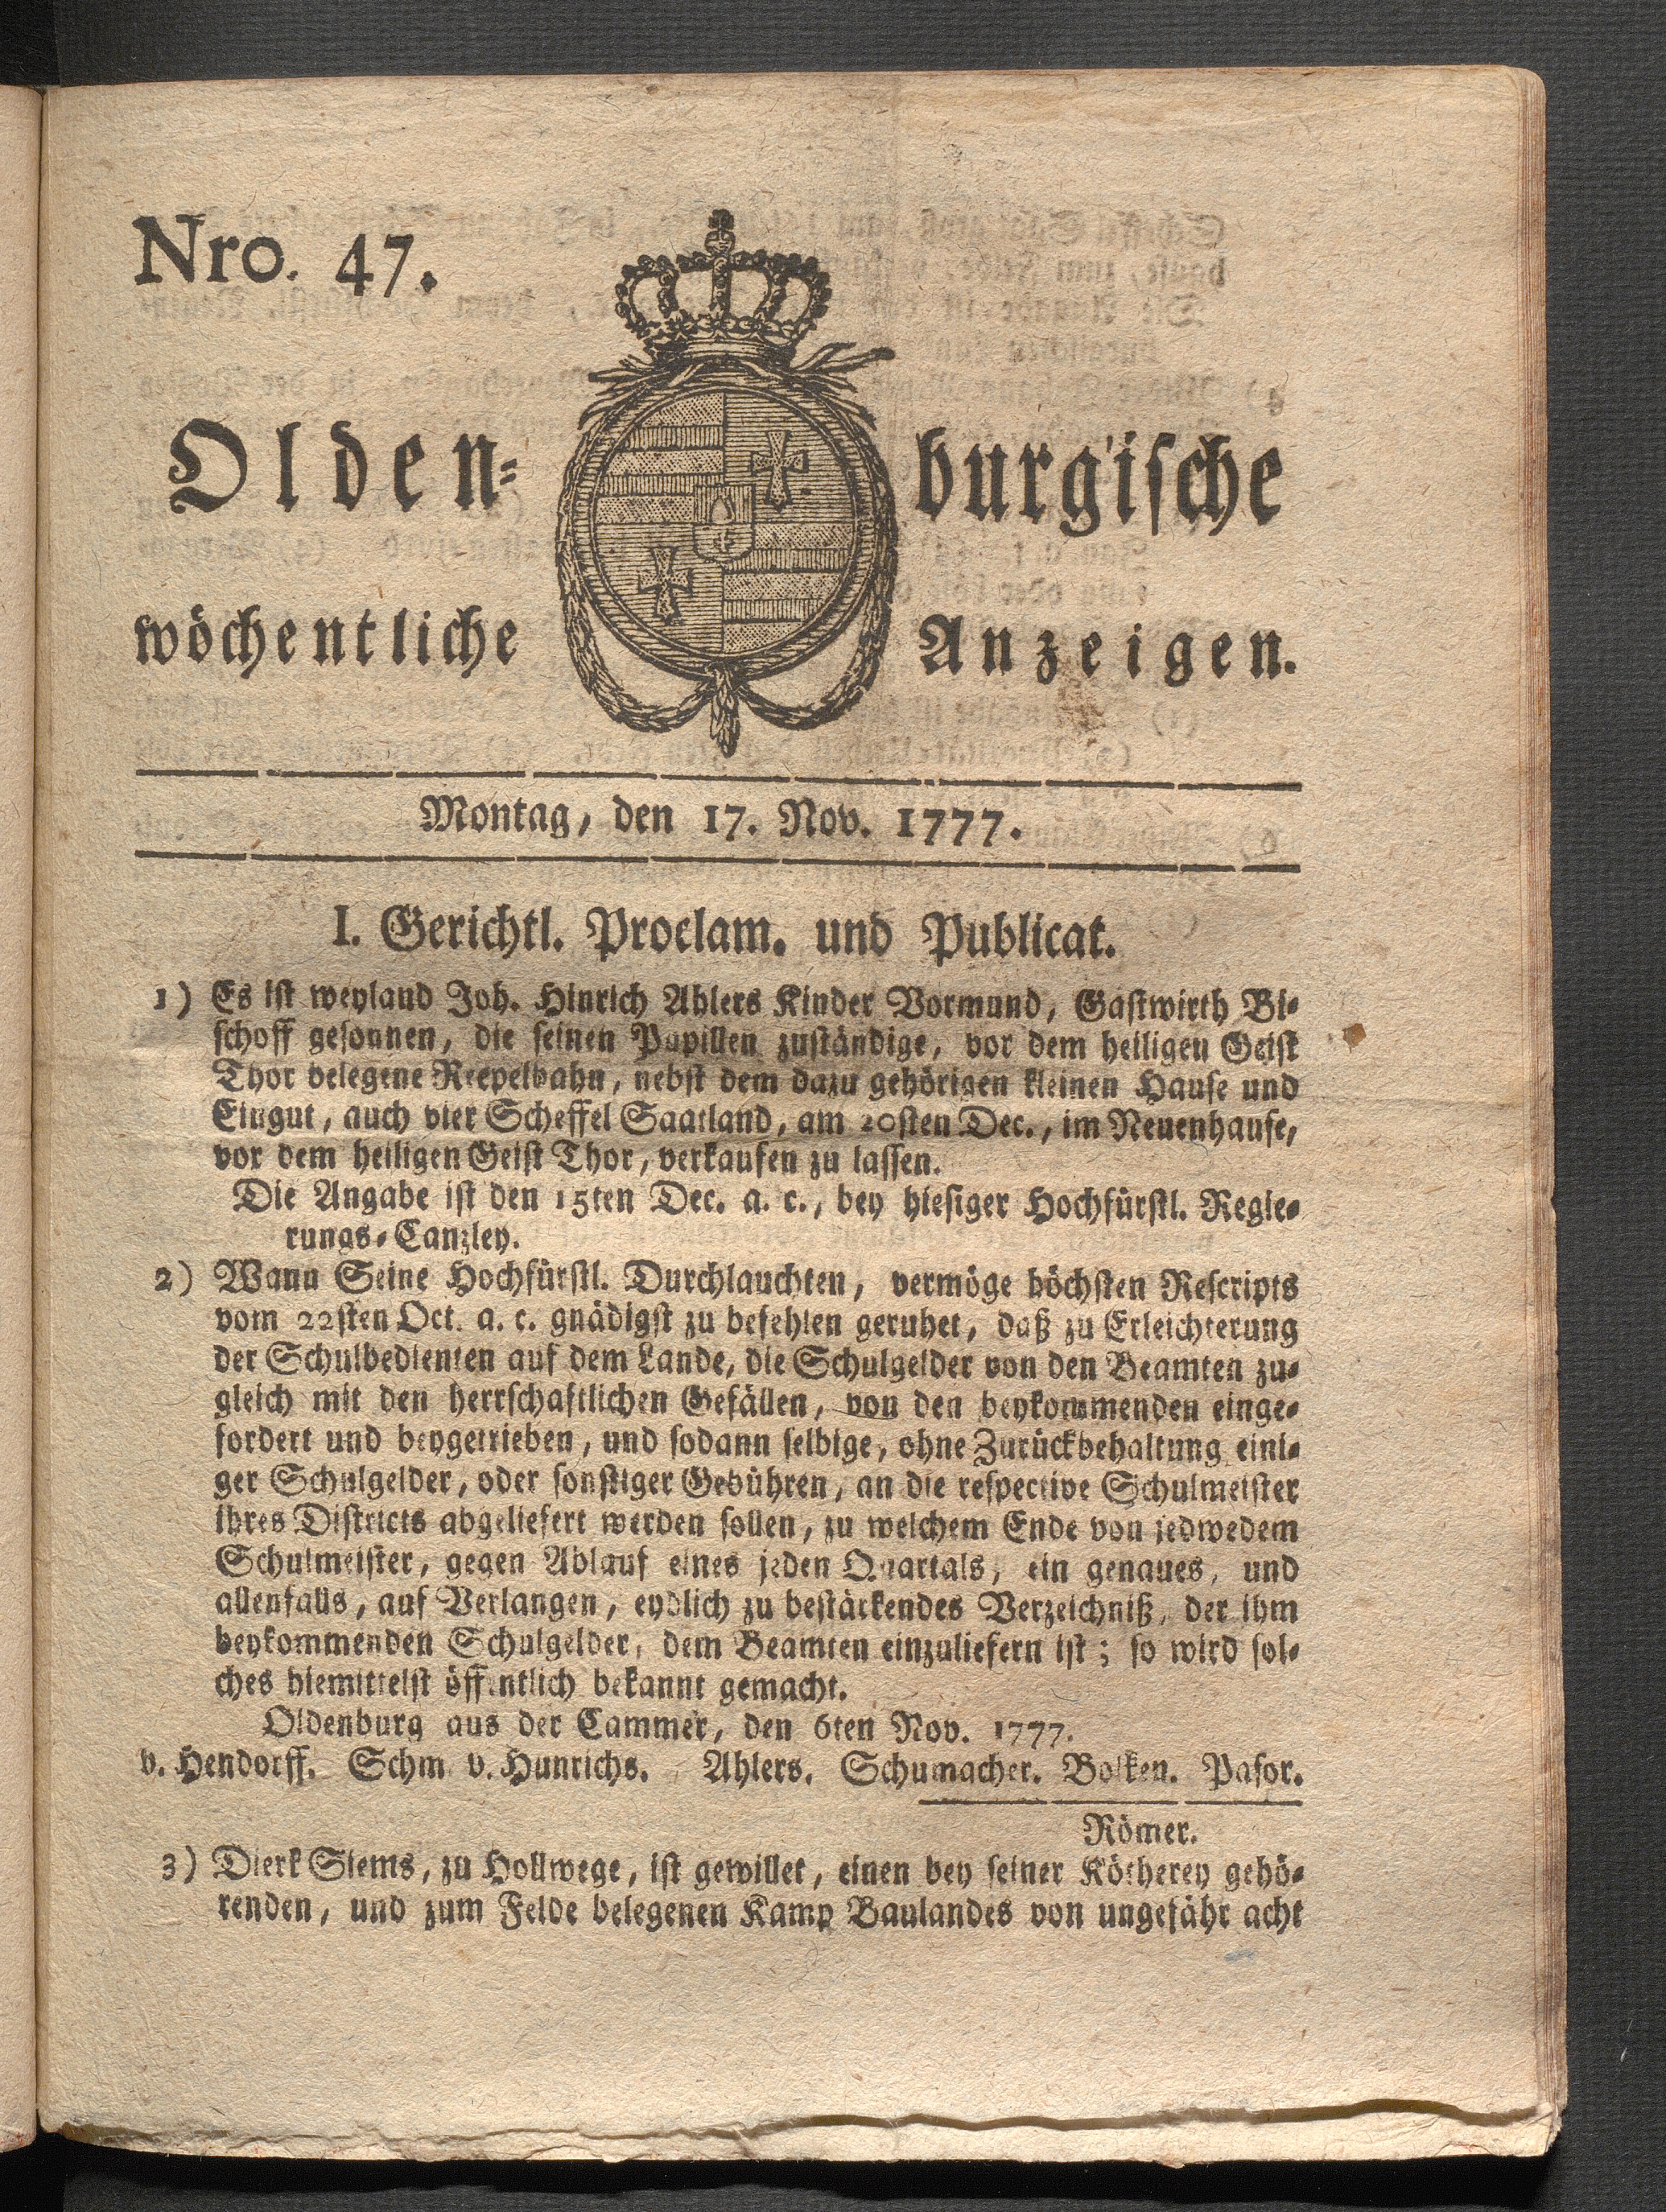 Nro. 47.
Olden⸗burgische
wöchentliche Anzeigen.
Montag, den 17. Nov. 1777.
I. Gerichtl. Proclam. und Publicat.
1) Es ist weyland Joh. Hinrich Ahlers Kinder Vormund, Gastwirth Bi⸗
schoff gesonnen, die seinen Pupillen zuständige, vor dem heiligen Geist
Thor belegene Reepelbahn, nebst dem dazu gehörigen kleinen Hause und
Eingut, auch vier Scheffel Saatland, am 20sten Dec., im Neuenhause,
vor dem heiligen Geist Thor, verkaufen zu lassen.
Die Angabe ist den 15ten Dec. a. c., bey hiesiger Hochfürstl. Regie⸗
rungs⸗Canzley.
2) Wann Seine Hochfürstl. Durchlauchten, vermöge höchsten Rescripts
vom 22sten Oct. a. c. gnädigst zu befehlen geruhet, daß zu Erleichterung
der Schulbedienten auf dem Lande, die Schulgelder von den Beamten zu⸗
gleich mit den herrschaftlichen Gefällen, von den beykommenden einge⸗
fordert und beygetrieben, und sodann selbige, ohne Zurückbehaltung eini⸗
ger Schulgelder, oder sonstiger Gebühren, an die respective Schulmeister
ihres Districts abgeliefert werden sollen, zu welchem Ende von jedwedem
Schulmeister, gegen Ablauf eines jeden Quartals, ein genaues, und
allenfalls, auf Verlangen, eydlich zu bestärkendes Verzeichniß, der ihm
beykommenden Schulgelder, dem Beamten einzuliefern ist; so wird sol⸗
ches hiemittelst öffentlich bekannt gemacht.
Oldenburg aus der Cammer, den 6ten Nov. 1777.
v. Hendorff. Schm v. Hunrichs. Ahlers. Schumacher. Bolken. Pasor.
Römer.
3) Dierk Siems, zu Hollwege, ist gewillet, einen bey seiner Kötherey gehö⸗
renden, und zum Felde belegenen Kamp Baulandes von ungefähr acht